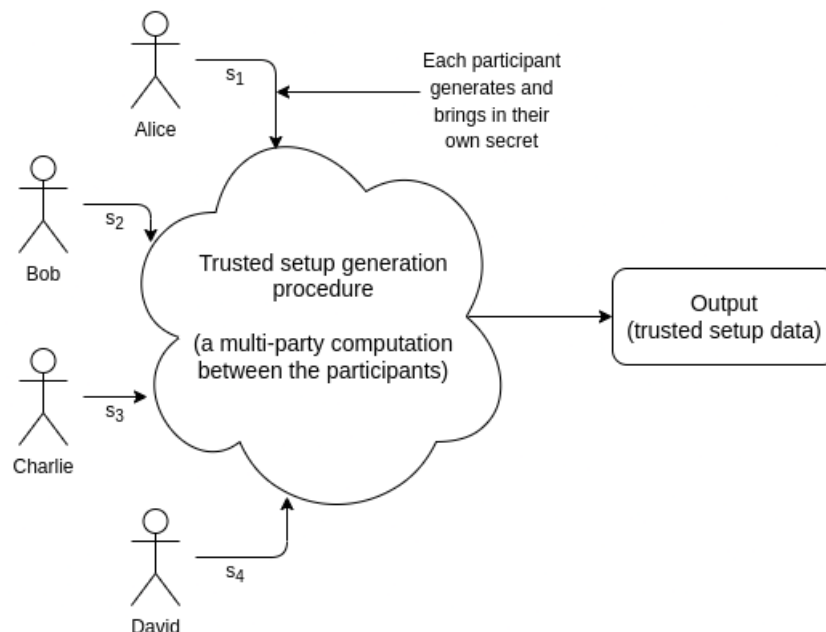 s1
Alice
Each participant
generates and
brings in their
own secret
s2
Bob
Trusted setup generation
procedure
(a multi-party computation
between the participants)
Output
(trusted setup data)
s3
Charlie
s4
David